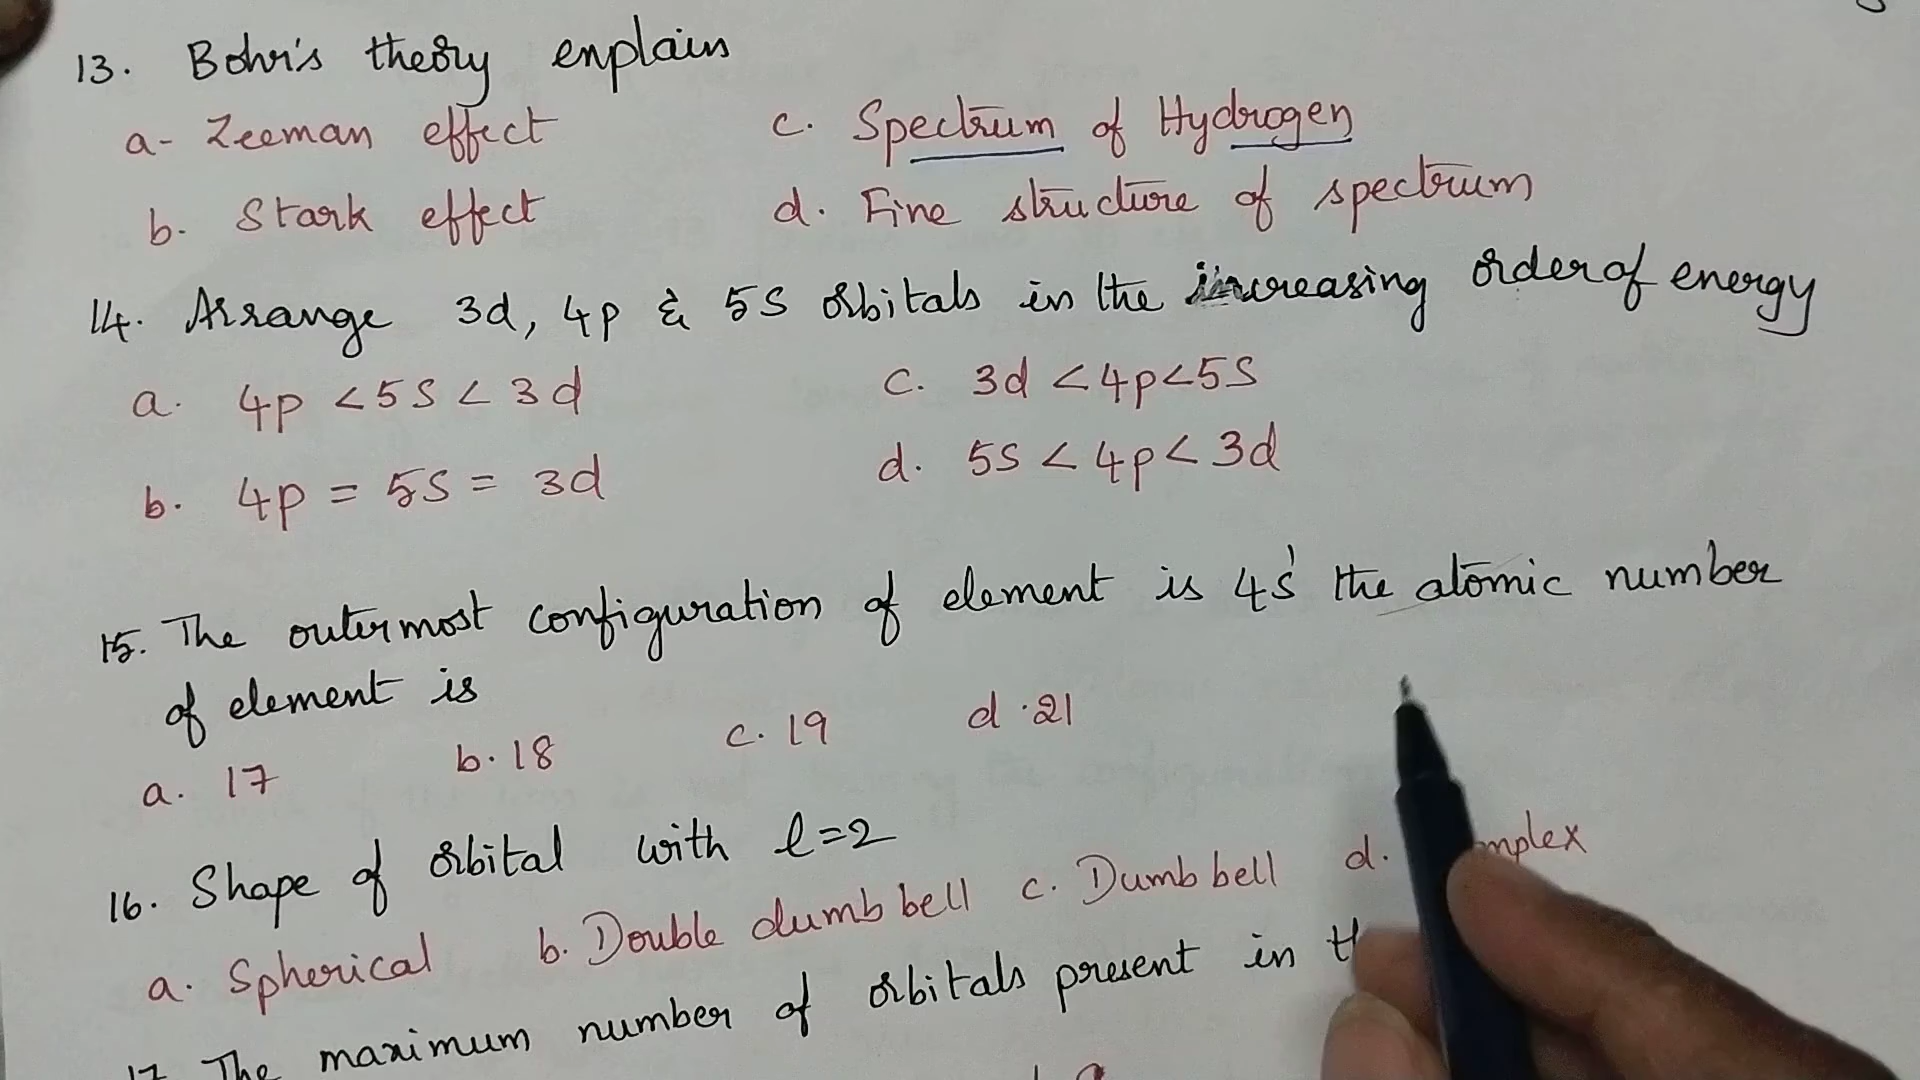 13. Bohr's theory explain
a- Zeeman effect c. Spectrum of Hydrogen
b. Stark effect d. Fine structure of spectrum
14. Arrange 3d, 4p & 5S orbitals in the increasing order of energy
a. 4p < 5S < 3d c. 3d < 4p < 5S
b. 4p = 5S = 3d d. 5S < 4p < 3d
15. The outermost configuration of element is 4s¹ the atomic number
of element is
a. 17 b. 18 c. 19 d. 21
16. Shape of orbital with l=2
a. Spherical b. Double dumb bell c. Dumb bell d.
17. The maximum number of orbitals present in